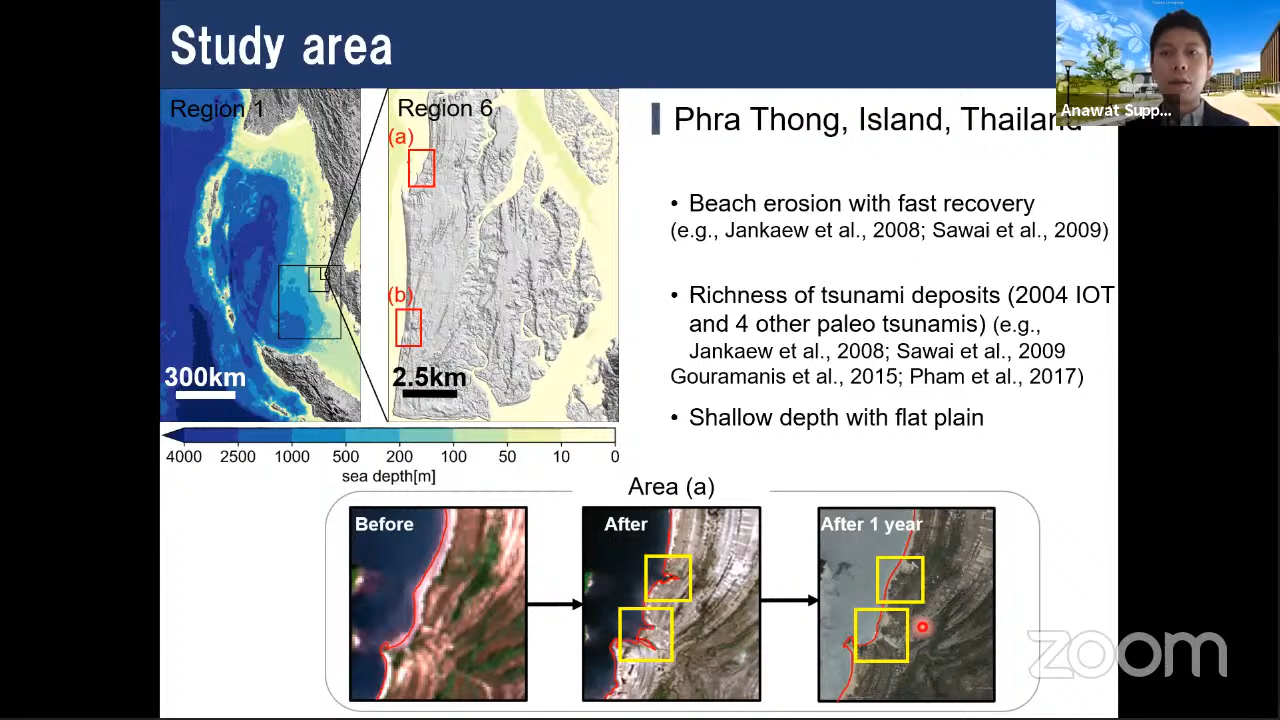 Study area
Anawat Supp...
Region 1
Region 6
(a)
(b)
300km
2.5km
4000 2500 1000 500 200 100 50 10 0
sea depth[m]
Phra Thong, Island, Thailand
• Beach erosion with fast recovery
(e.g., Jankaew et al., 2008; Sawai et al., 2009)
• Richness of tsunami deposits (2004 IOT
and 4 other paleo tsunamis) (e.g.,
Jankaew et al., 2008; Sawai et al., 2009
Gouramanis et al., 2015; Pham et al., 2017)
• Shallow depth with flat plain
Area (a)
Before
After
After 1 year
zoom